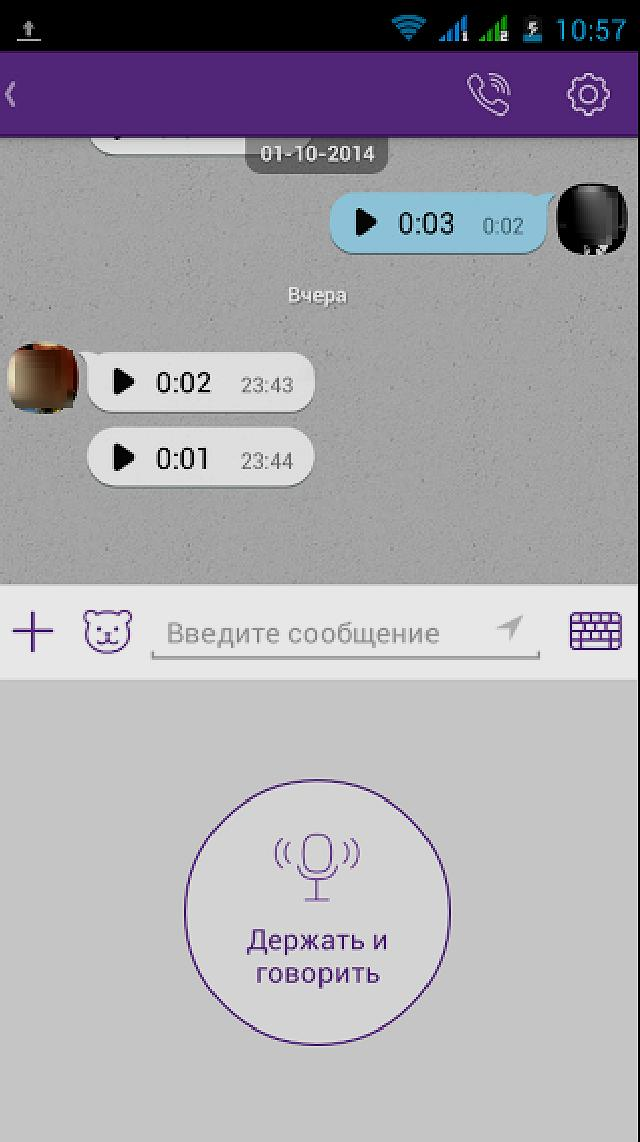 10:57
01-10-2014
0:03 0:02
Вчера
0:02 23:43
0:01 23:44
Введите сообщение
Держать и
говорить